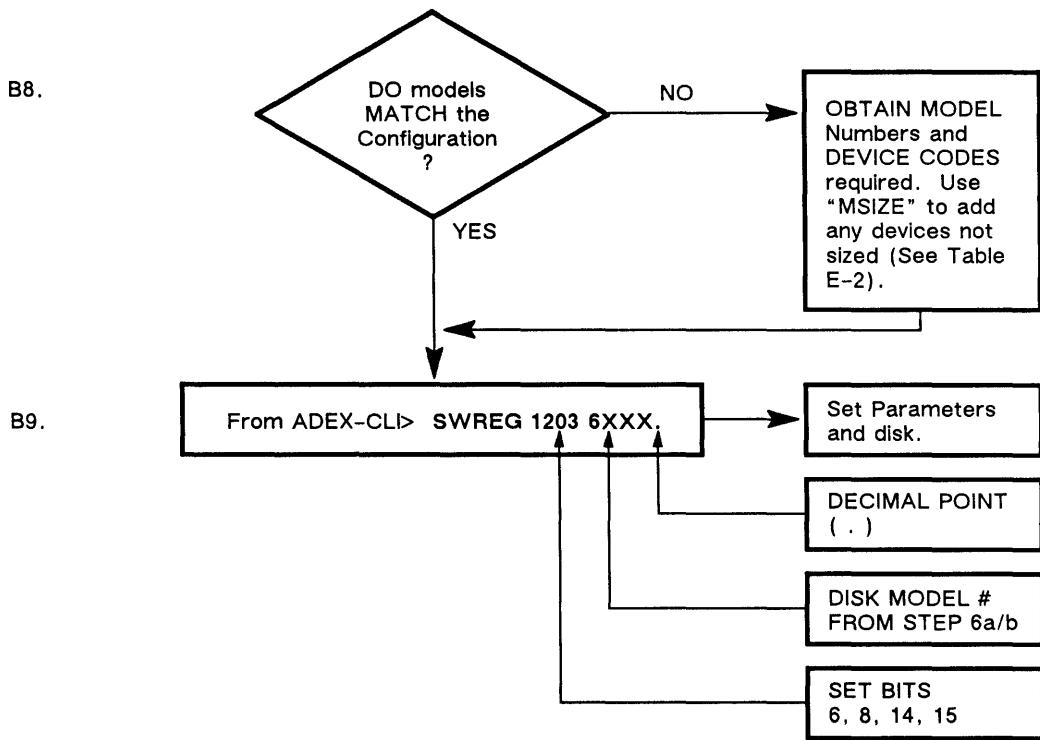 B8.
DO models
MATCH the
Configuration
?
NO
YES
OBTAIN MODEL
Numbers and
DEVICE CODES
required. Use
“MSIZE” to add
any devices not
sized (See Table
E-2).
B9.
From ADEX-CLI> SWREG 1203 6XXX.
Set Parameters
and disk.
DECIMAL POINT
( . )
DISK MODEL #
FROM STEP 6a/b
SET BITS
6, 8, 14, 15